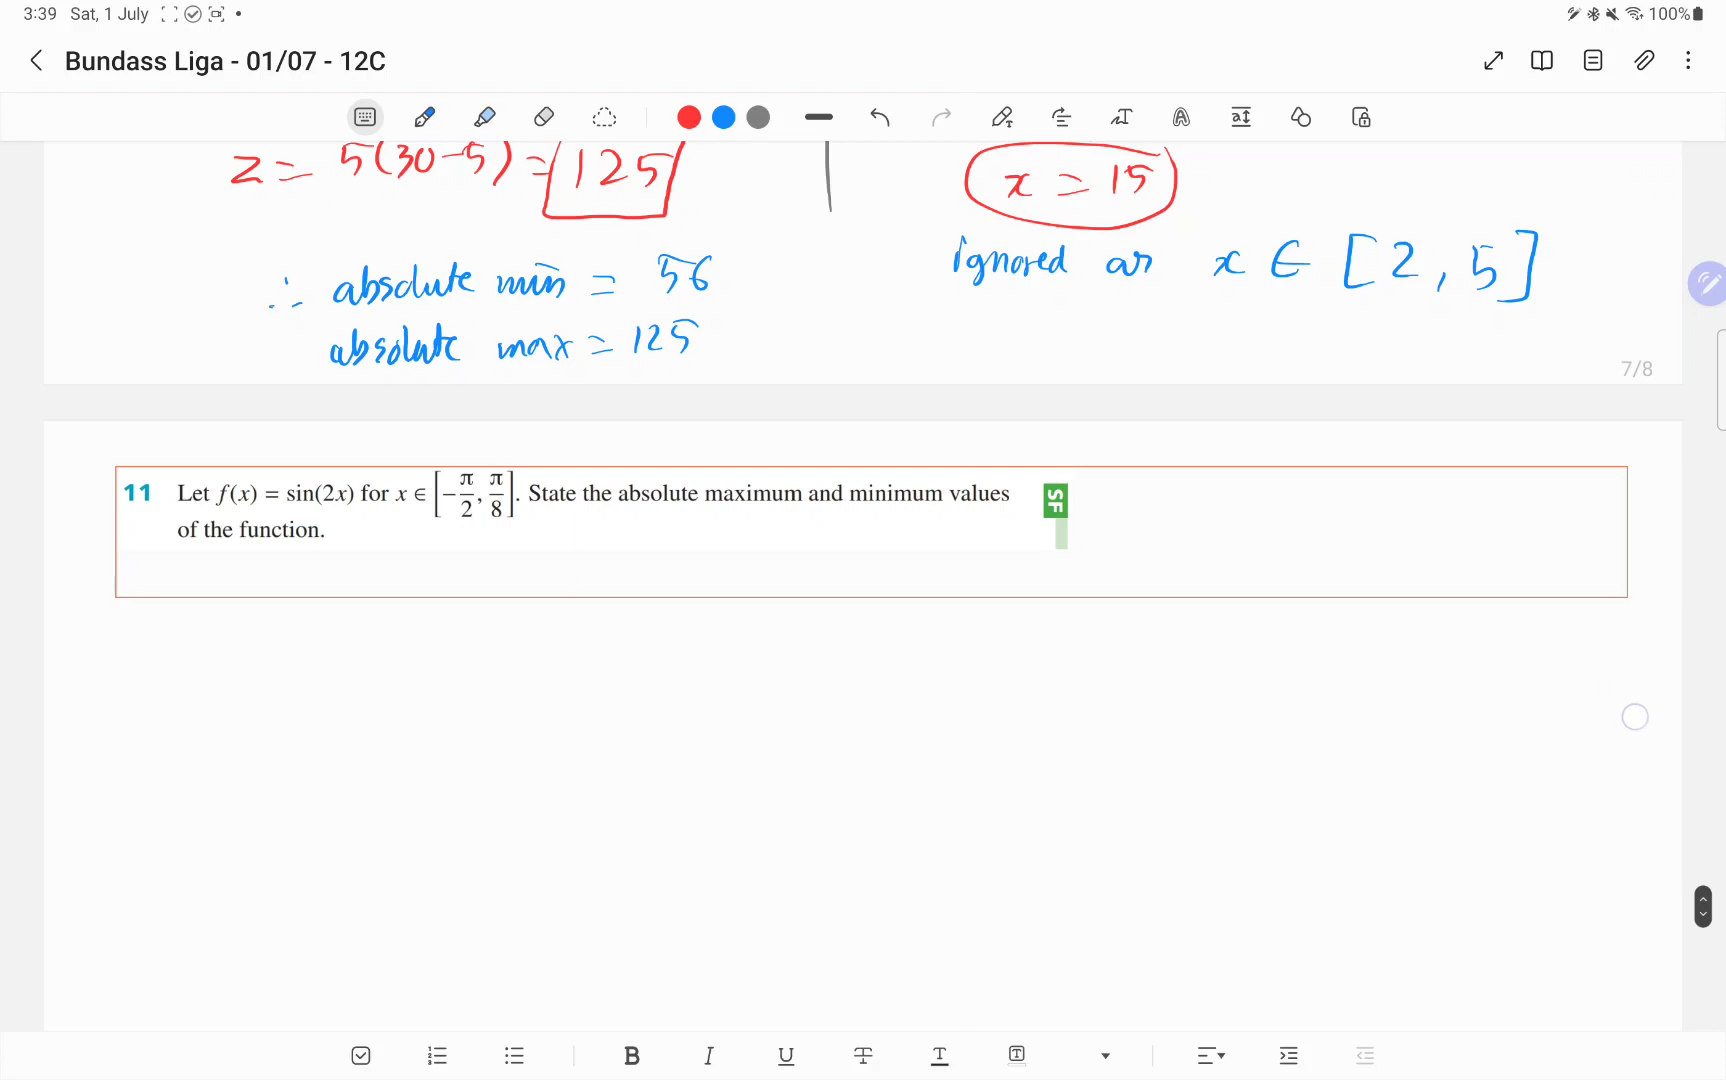 3:39 Sat, 1 July
100%
Bundass Liga - 01/07 - 12C
z = 5(30-5) = 125
x = 15
ignored as x ∈ [2, 5]
∴ absolute min = 56
absolute max = 125
7/8
11 Let f(x) = sin(2x) for x ∈ [-π/2, π/8]. State the absolute maximum and minimum values
of the function.
SF